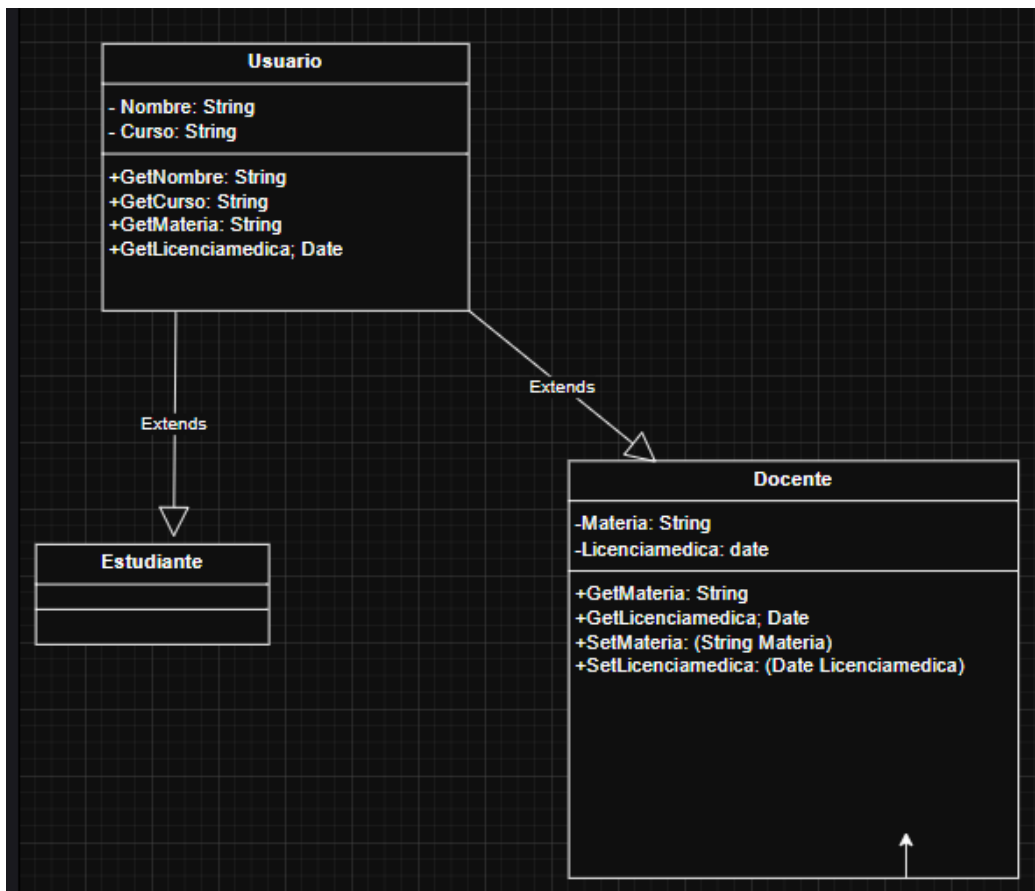 Usuario
- Nombre: String
- Curso: String
+GetNombre: String
+GetCurso: String
+GetMateria: String
+GetLicenciamedica; Date
Extends
Extends
Estudiante
Docente
-Materia: String
-Licenciamedica: date
+GetMateria: String
+GetLicenciamedica; Date
+SetMateria: (String Materia)
+SetLicenciamedica: (Date Licenciamedica)